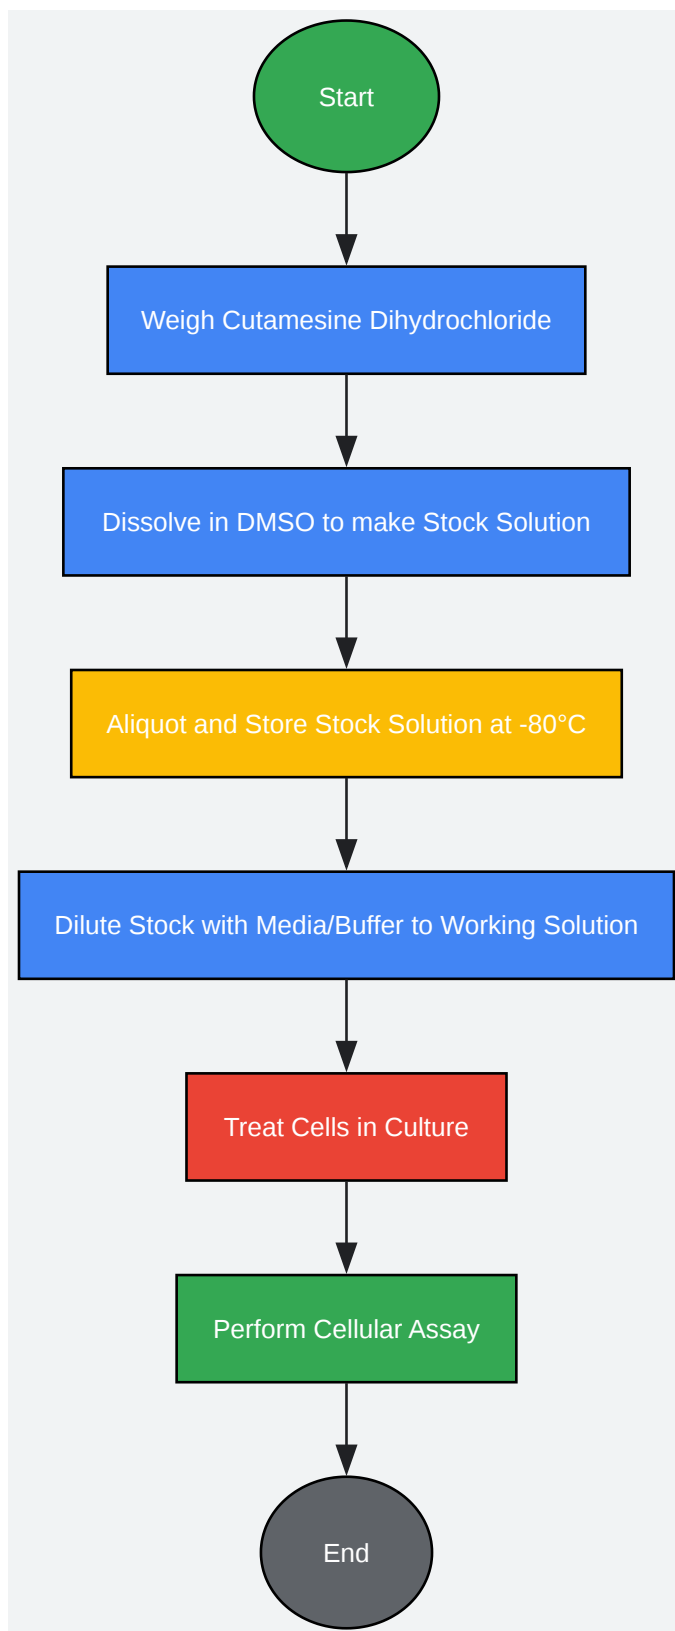 Start
Weigh Cutamesine Dihydrochloride
Dissolve in DMSO to make Stock Solution
Aliquot and Store Stock Solution at -80°C
Dilute Stock with Media/Buffer to Working Solution
Treat Cells in Culture
Perform Cellular Assay
End